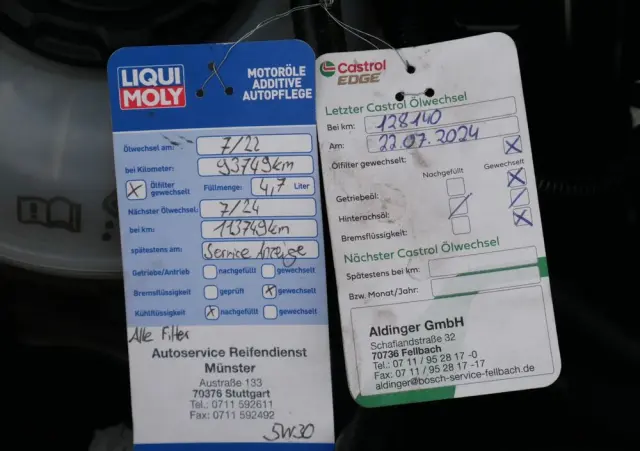 LIQUI
MOLY
MOTORÖLE
ADDITIVE
AUTOPFLEGE
Ölwechsel am: 7/22
bei Kilometer: 93749km
X Ölfilter gewechselt Füllmenge: 4,7 Liter
Nächster Ölwechsel: 7/24
bei km: 113749km
spätestens am: Service Anzeige
Getriebe/Antrieb nachgefüllt gewechselt
Bremsflüssigkeit geprüft X gewechselt
Kühlflüssigkeit X nachgefüllt gewechselt
Alle Filter
Autoservice Reifendienst
Münster
Austraße 133
70376 Stuttgart
Tel.: 0711 592611
Fax: 0711 592492
5W30
Castrol
EDGE
Letzter Castrol Ölwechsel
Bei km: 128140
Am: 22.07.2024
Ölfilter gewechselt: X
Nachgefüllt Gewechselt
Getriebeöl: X
Hinterachsöl: / X
Bremsflüssigkeit:
Nächster Castrol Ölwechsel
Spätestens bei km:
Bzw. Monat/Jahr:
Aldinger GmbH
Schaflandstraße 32
70736 Fellbach
Tel.: 07 11 / 95 28 17 -0
Fax: 07 11 / 95 28 17 -17
aldinger@bosch-service-fellbach.de